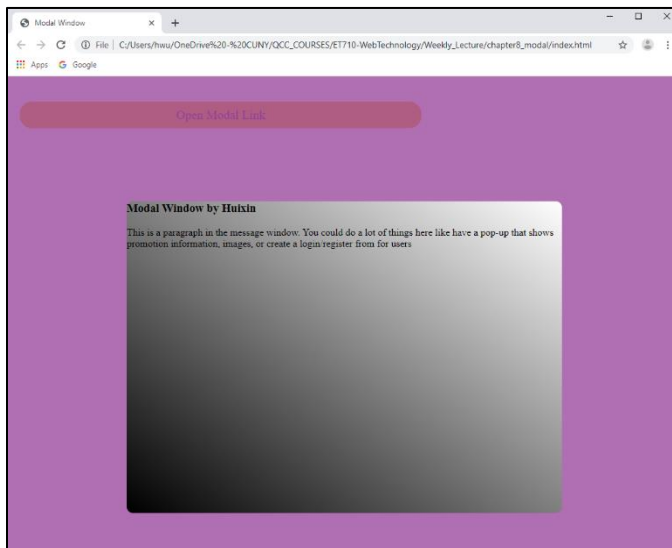 Modal Window
File | C:/Users/hwu/OneDrive%20-%20CUNY/QCC_COURSES/ET710-WebTechnology/Weekly_Lecture/chapter8_modal/index.html
Apps Google
Open Modal Link
Modal Window by Huixin
This is a paragraph in the message window. You could do a lot of things here like have a pop-up that shows
promotion information, images, or create a login/register from for users